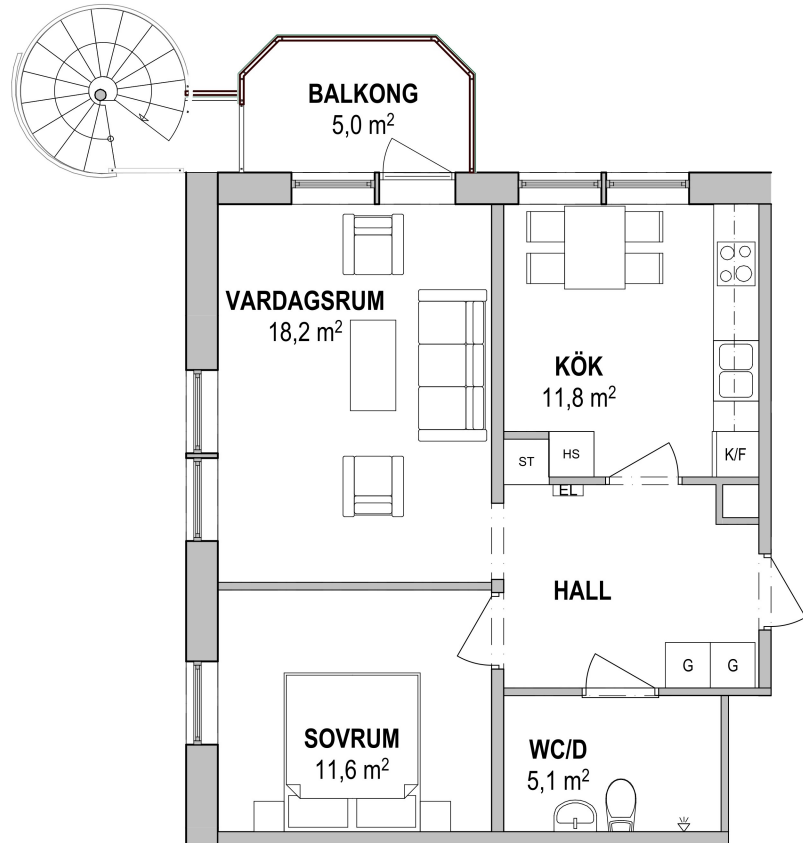 BALKONG
5,0 m²
VARDAGSRUM
18,2 m²
KÖK
11,8 m²
ST
HS
K/F
EL
HALL
G G
SOVRUM
11,6 m²
WC/D
5,1 m²